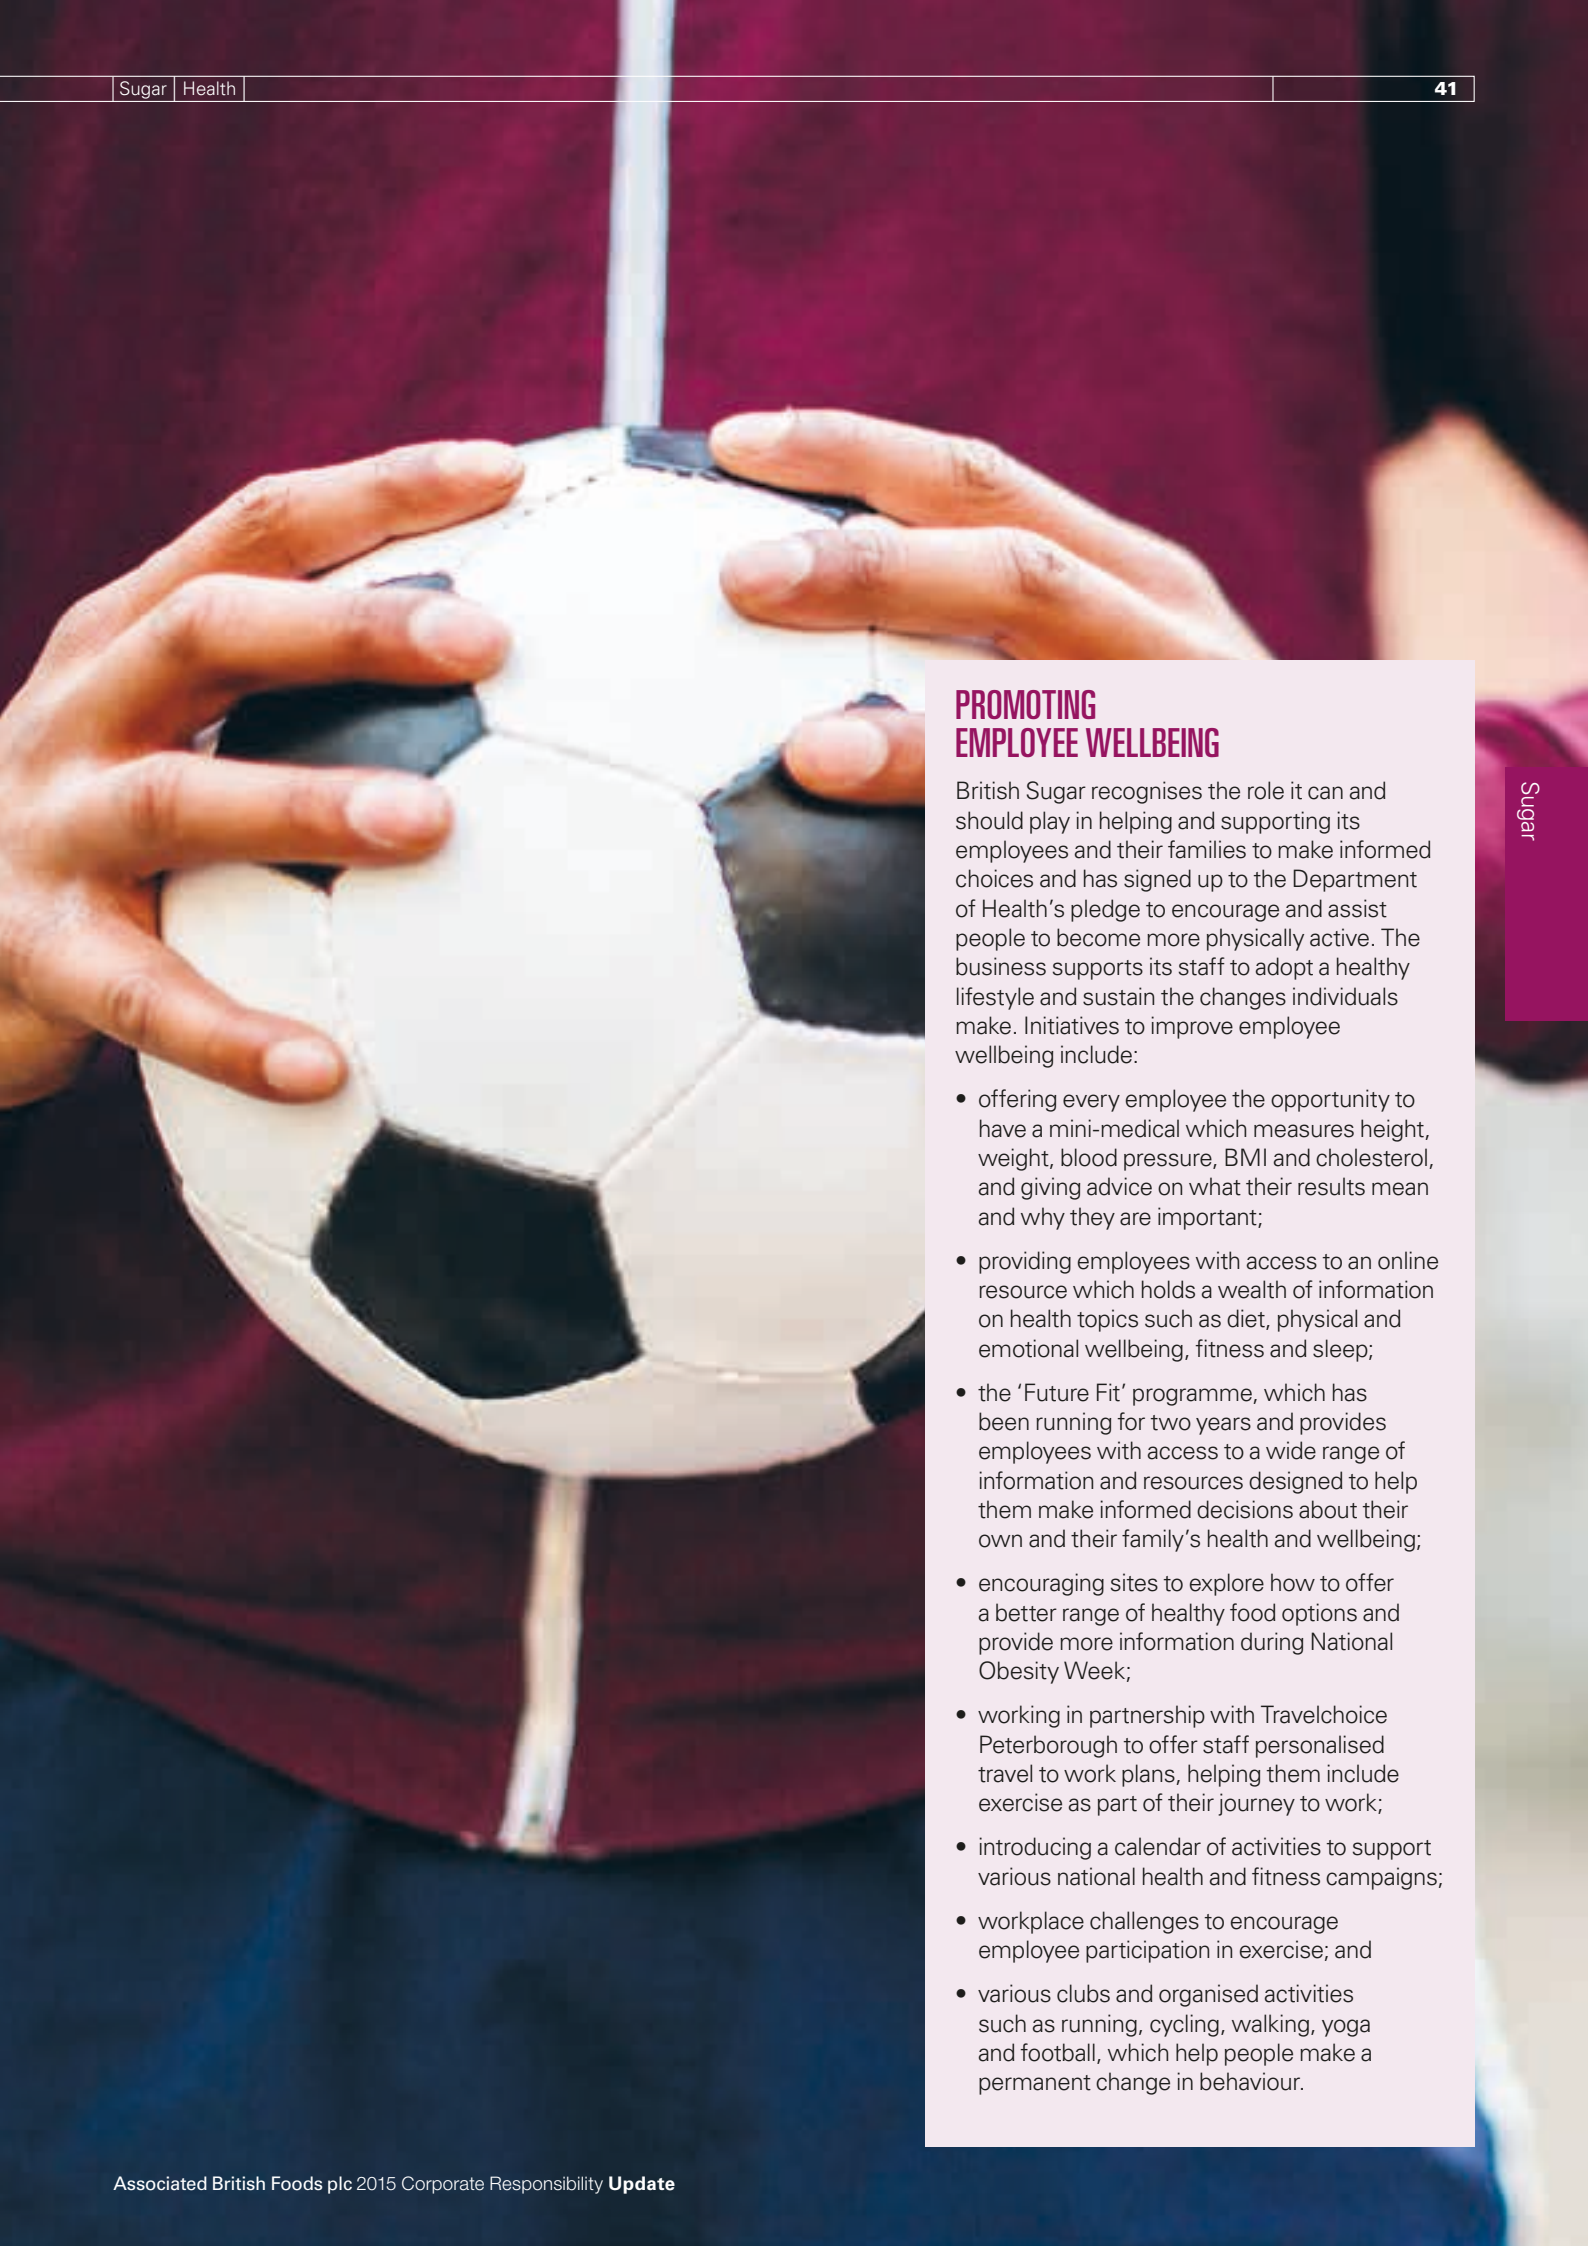 Sugar Health 41
PROMOTING
EMPLOYEE WELLBEING
British Sugar recognises the role it can and
should play in helping and supporting its
employees and their families to make informed
choices and has signed up to the Department
of Health’s pledge to encourage and assist
people to become more physically active. The
business supports its staff to adopt a healthy
lifestyle and sustain the changes individuals
make. Initiatives to improve employee
wellbeing include:
• offering every employee the opportunity to
have a mini-medical which measures height,
weight, blood pressure, BMI and cholesterol,
and giving advice on what their results mean
and why they are important;
• providing employees with access to an online
resource which holds a wealth of information
on health topics such as diet, physical and
emotional wellbeing, fitness and sleep;
• the ‘Future Fit’ programme, which has
been running for two years and provides
employees with access to a wide range of
information and resources designed to help
them make informed decisions about their
own and their family’s health and wellbeing;
• encouraging sites to explore how to offer
a better range of healthy food options and
provide more information during National
Obesity Week;
• working in partnership with Travelchoice
Peterborough to offer staff personalised
travel to work plans, helping them include
exercise as part of their journey to work;
• introducing a calendar of activities to support
various national health and fitness campaigns;
• workplace challenges to encourage
employee participation in exercise; and
• various clubs and organised activities
such as running, cycling, walking, yoga
and football, which help people make a
permanent change in behaviour.
Sugar
Associated British Foods plc 2015 Corporate Responsibility Update